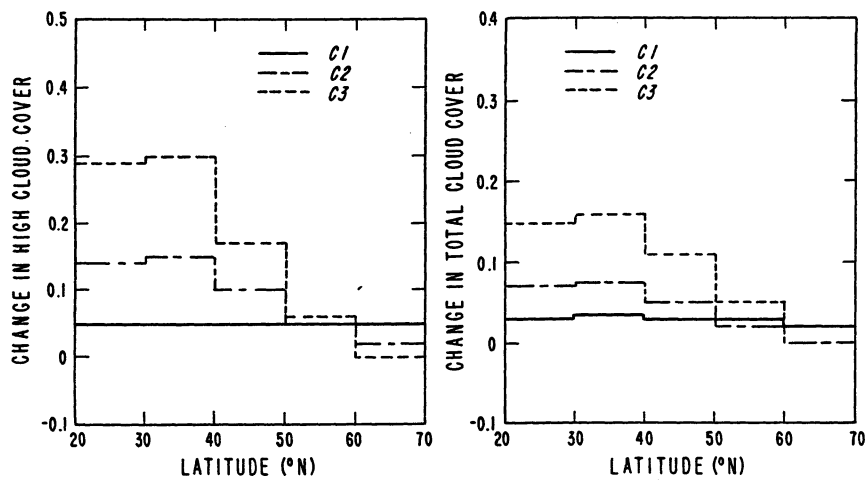 CHANGE IN HIGH CLOUD COVER
0.5
0.4
0.3
0.2
0.1
0
-0.1
C1
C2
C3
20 30 40 50 60 70
LATITUDE (°N)
CHANGE IN TOTAL CLOUD COVER
0.4
0.3
0.2
0.1
0
-0.1
C1
C2
C3
20 30 40 50 60 70
LATITUDE (°N)